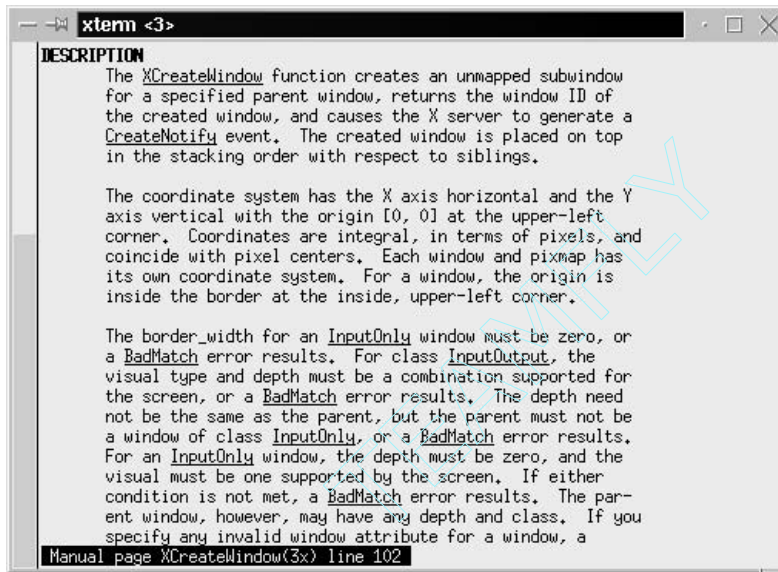 xterm <3>
DESCRIPTION
The XCreateWindow function creates an unmapped subwindow
for a specified parent window, returns the window ID of
the created window, and causes the X server to generate a
CreateNotify event. The created window is placed on top
in the stacking order with respect to siblings.
The coordinate system has the X axis horizontal and the Y
axis vertical with the origin [0, 0] at the upper-left
corner. Coordinates are integral, in terms of pixels, and
coincide with pixel centers. Each window and pixmap has
its own coordinate system. For a window, the origin is
inside the border at the inside, upper-left corner.
The border_width for an InputOnly window must be zero, or
a BadMatch error results. For class InputOutput, the
visual type and depth must be a combination supported for
the screen, or a BadMatch error results. The depth need
not be the same as the parent, but the parent must not be
a window of class InputOnly, or a BadMatch error results.
For an InputOnly window, the depth must be zero, and the
visual must be one supported by the screen. If either
condition is not met, a BadMatch error results. The par-
ent window, however, may have any depth and class. If you
specify any invalid window attribute for a window, a
Manual page XCreateWindow(3x) line 102
TEAMFLY